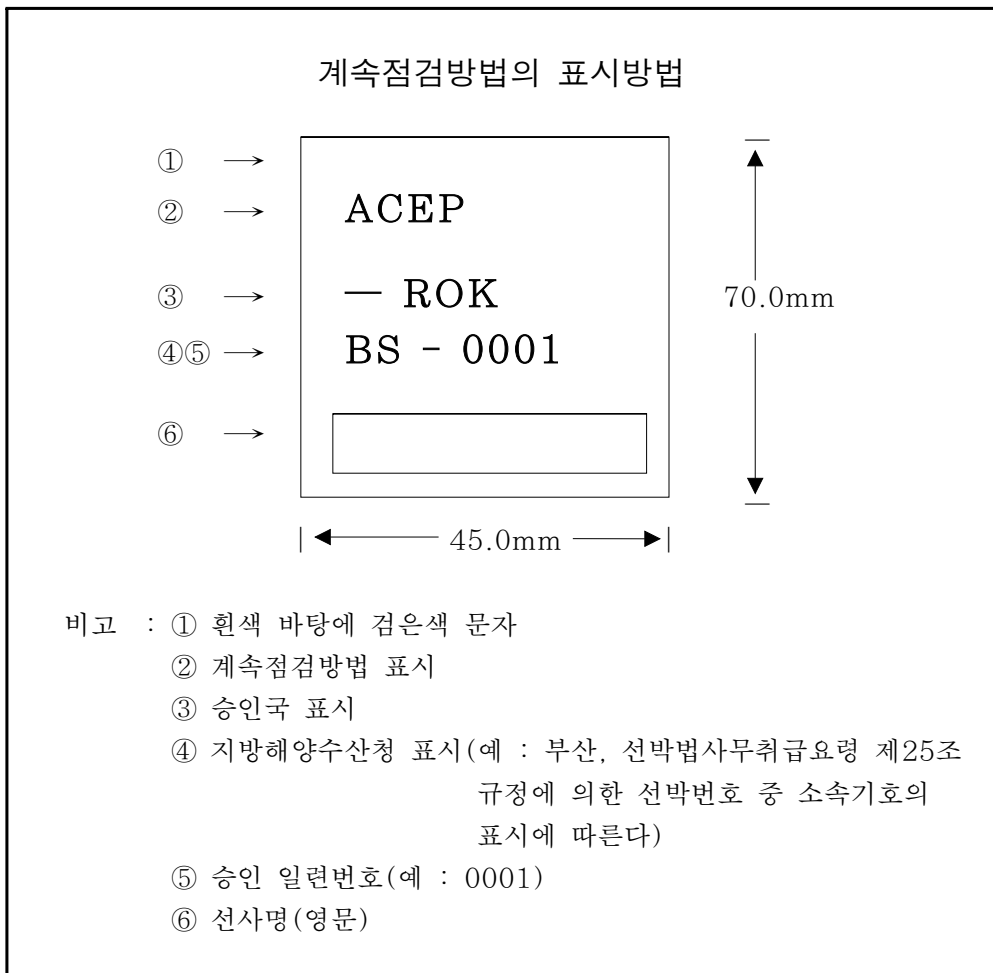 계속점검방법의 표시방법
① →
② → ACEP
③ → — ROK
70.0mm
④⑤ → BS - 0001
⑥ →
45.0mm
비고 : ① 흰색 바탕에 검은색 문자
② 계속점검방법 표시
③ 승인국 표시
④ 지방해양수산청 표시(예 : 부산, 선박법사무취급요령 제25조
규정에 의한 선박번호 중 소속기호의
표시에 따른다)
⑤ 승인 일련번호(예 : 0001)
⑥ 선사명(영문)